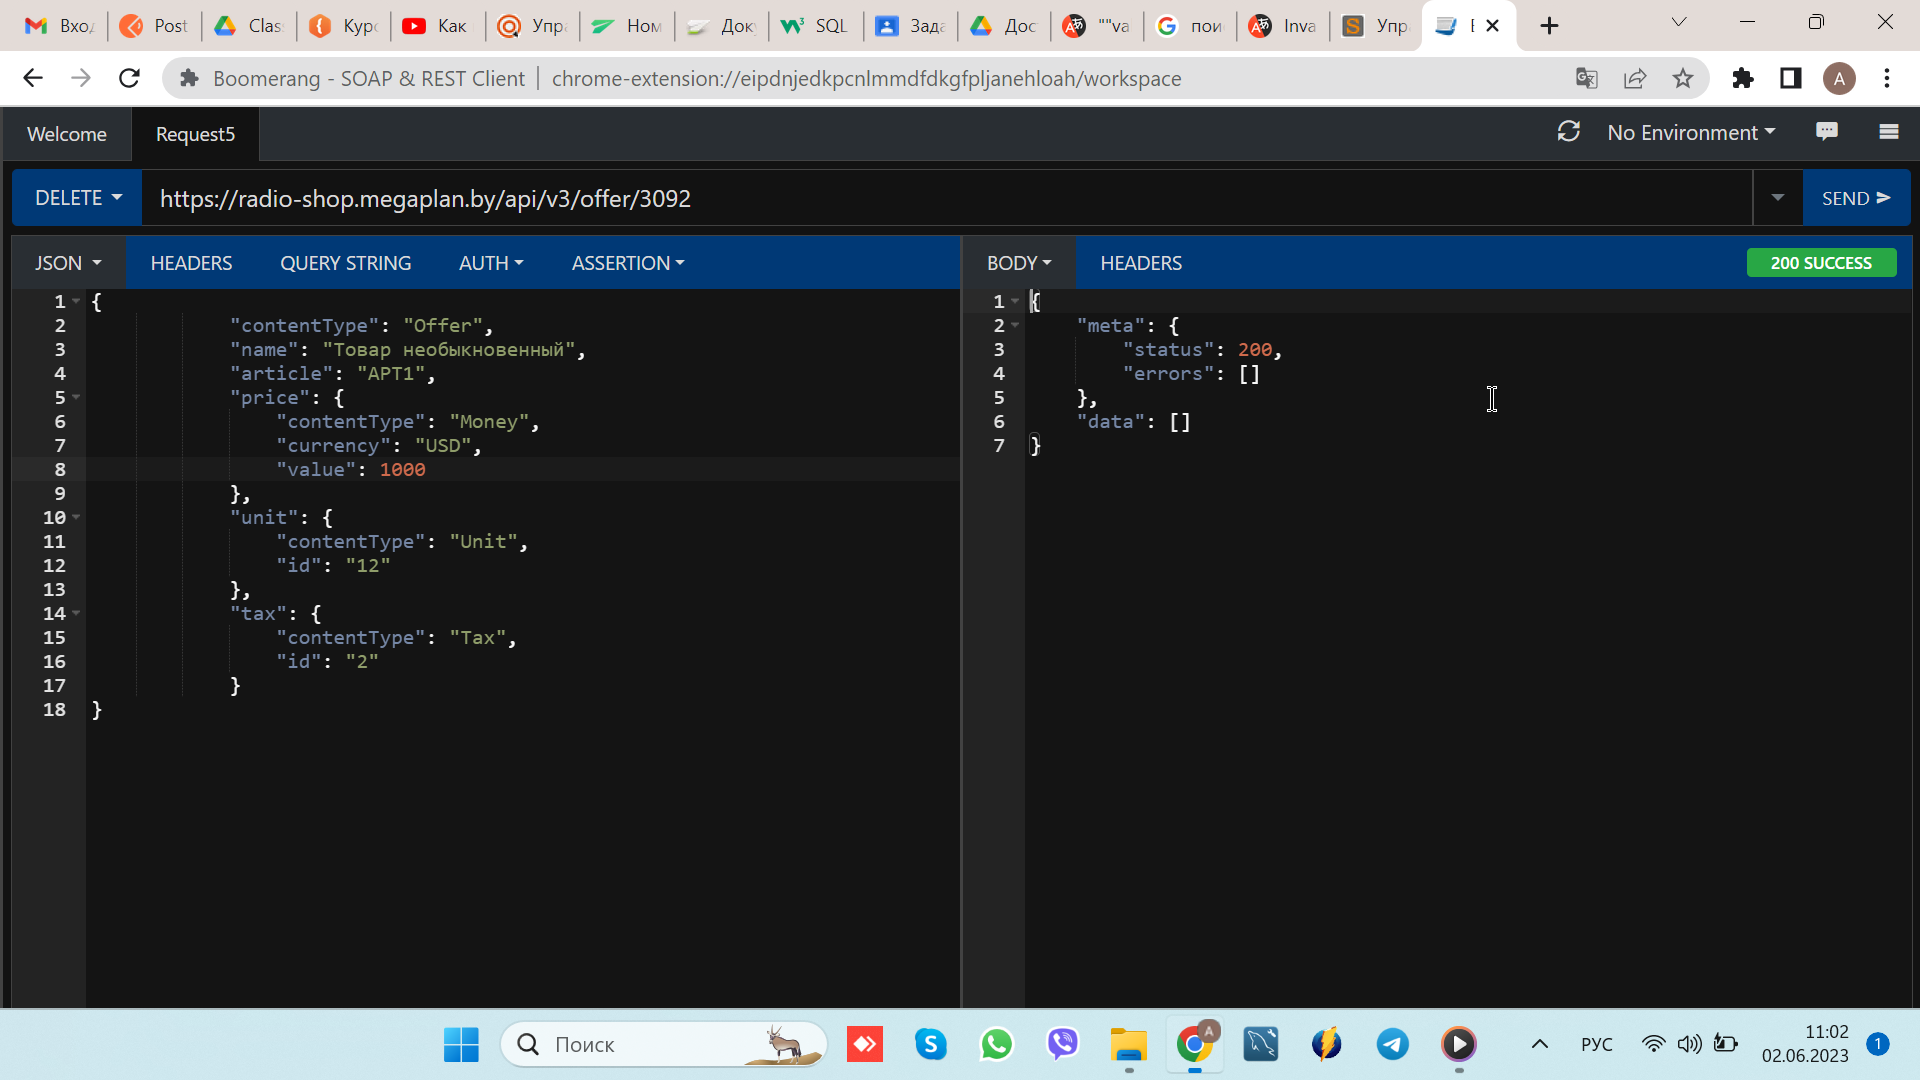 Вхо Post Clas Кур Как Упр Ном Док SQL Зада Дос ""va пои Inva Упр
Boomerang - SOAP & REST Client | chrome-extension://eipdnjedkpcnlmmdfdkgfpljanehloah/workspace A
Welcome Request5 No Environment
DELETE https://radio-shop.megaplan.by/api/v3/offer/3092 SEND
JSON HEADERS QUERY STRING AUTH ASSERTION
1 {
2 "contentType": "Offer",
3 "name": "Товар необыкновенный",
4 "article": "АРТ1",
5 "price": {
6 "contentType": "Money",
7 "currency": "USD",
8 "value": 1000
9 },
10 "unit": {
11 "contentType": "Unit",
12 "id": "12"
13 },
14 "tax": {
15 "contentType": "Tax",
16 "id": "2"
17 }
18 }
BODY HEADERS 200 SUCCESS
1 {
2 "meta": {
3 "status": 200,
4 "errors": []
5 },
6 "data": []
7 }
Поиск
A
РУС
11:02
02.06.2023
1